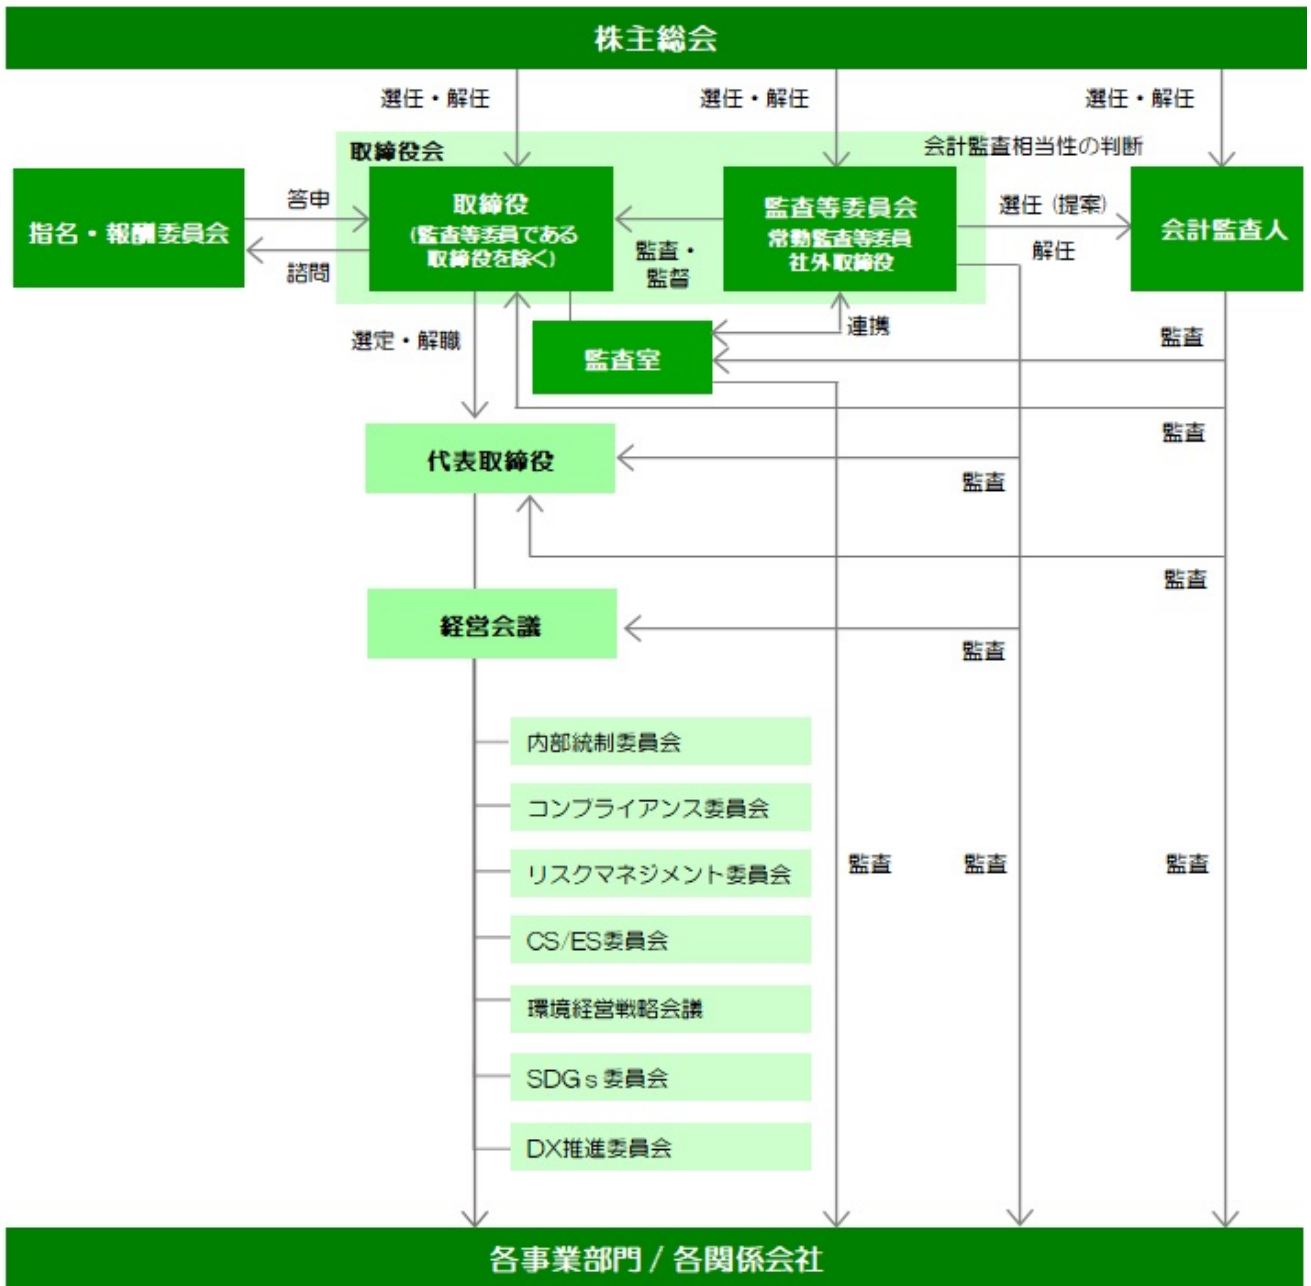 株主総会
選任・解任
選任・解任
選任・解任
取締役会
会計監査相当性の判断
指名・報酬委員会
答申
諮問
取締役
(監査等委員である
取締役を除く)
監査・
監督
監査等委員会
常勤監査等委員
社外取締役
選任 (提案)
解任
会計監査人
選定・解職
監査室
連携
監査
監査
代表取締役
監査
監査
経営会議
監査
内部統制委員会
コンプライアンス委員会
リスクマネジメント委員会
監査
監査
監査
CS/ES委員会
環境経営戦略会議
SDGs委員会
DX推進委員会
各事業部門 / 各関係会社